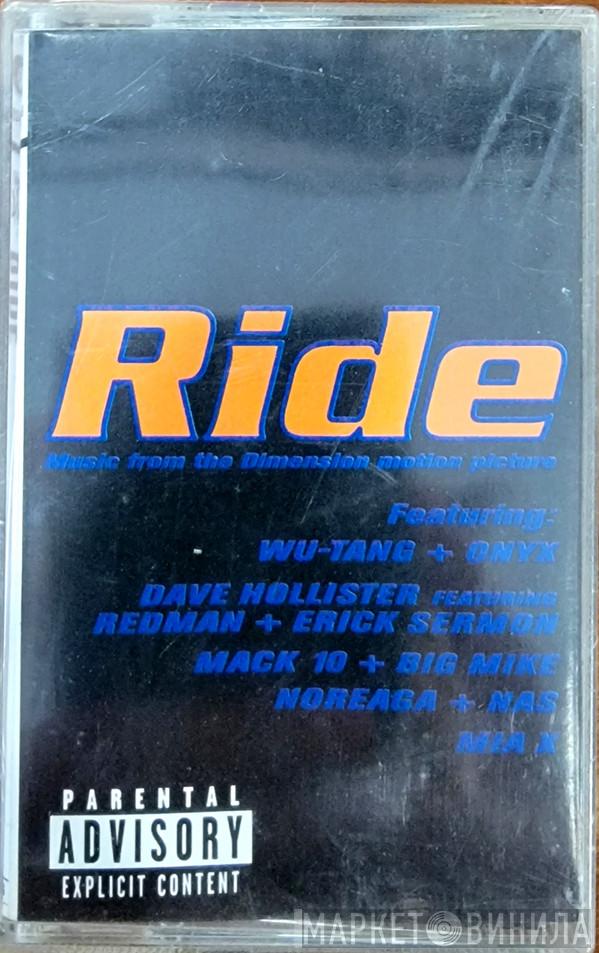 Ride
Music from the Dimension motion picture
Featuring:
WU-TANG + ONYX
DAVE HOLLISTER FEATURING
REDMAN + ERICK SERMON
MACK 10 + BIG MIKE
NOREAGA + NAS
MIA X
PARENTAL
ADVISORY
EXPLICIT CONTENT
МАРКЕТ ВИНИЛА